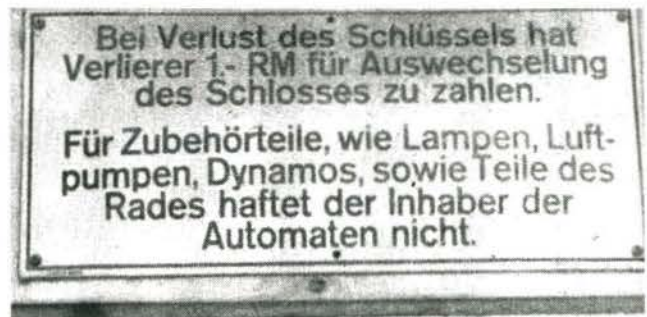 Bei Verlust des Schlüssels hat
Verlierer 1.- RM für Auswechselung
des Schlosses zu zahlen.
Für Zubehörteile, wie Lampen, Luft-
pumpen, Dynamos, sowie Teile des
Rades haftet der Inhaber der
Automaten nicht.